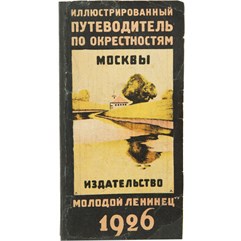 ИЛЛЮСТРИРОВАННЫЙ
ПУТЕВОДИТЕЛЬ
ПО ОКРЕСТНОСТЯМ
МОСКВЫ
ИЗДАТЕЛЬСТВО
МОЛОДОЙ ЛЕНИНЕЦ"
1926